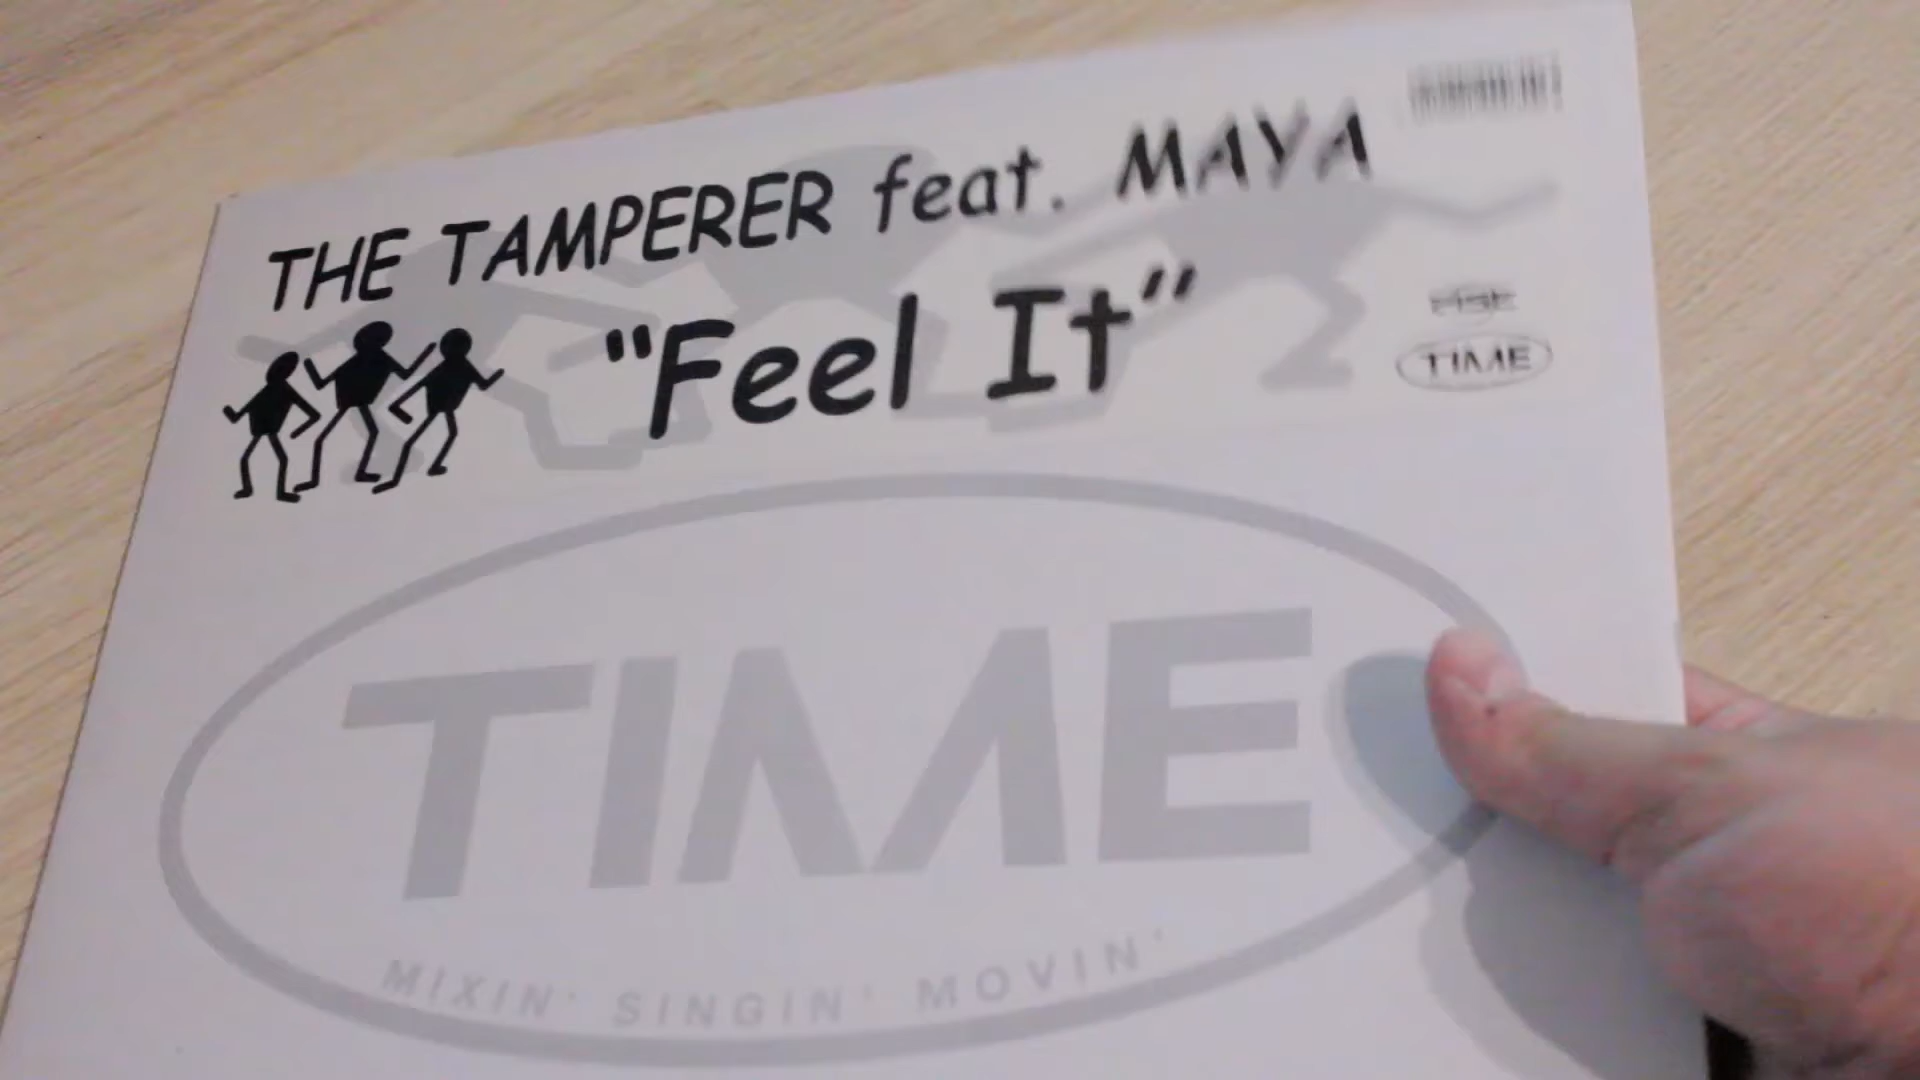 THE TAMPERER feat. MAYA
"Feel It"
TIME
TIME
MIXIN' SINGIN' MOVIN'